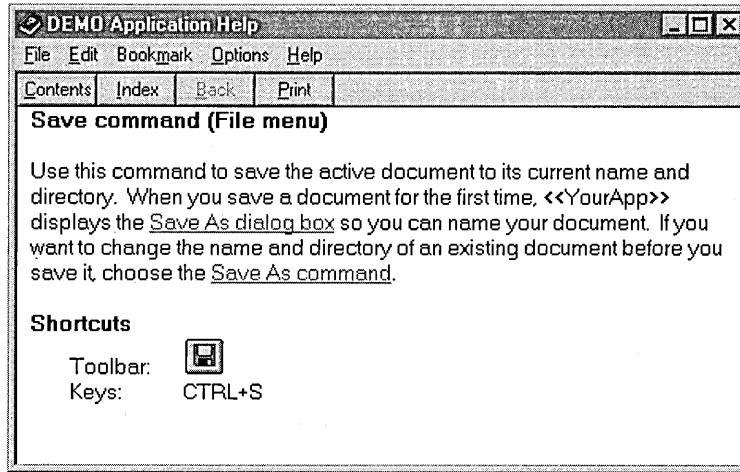 DEMO Application Help
File Edit Bookmark Options Help
Contents Index Back Print
Save command (File menu)
Use this command to save the active document to its current name and
directory. When you save a document for the first time, <<YourApp>>
displays the Save As dialog box so you can name your document. If you
want to change the name and directory of an existing document before you
save it, choose the Save As command.
Shortcuts
Toolbar:
Keys: CTRL+S